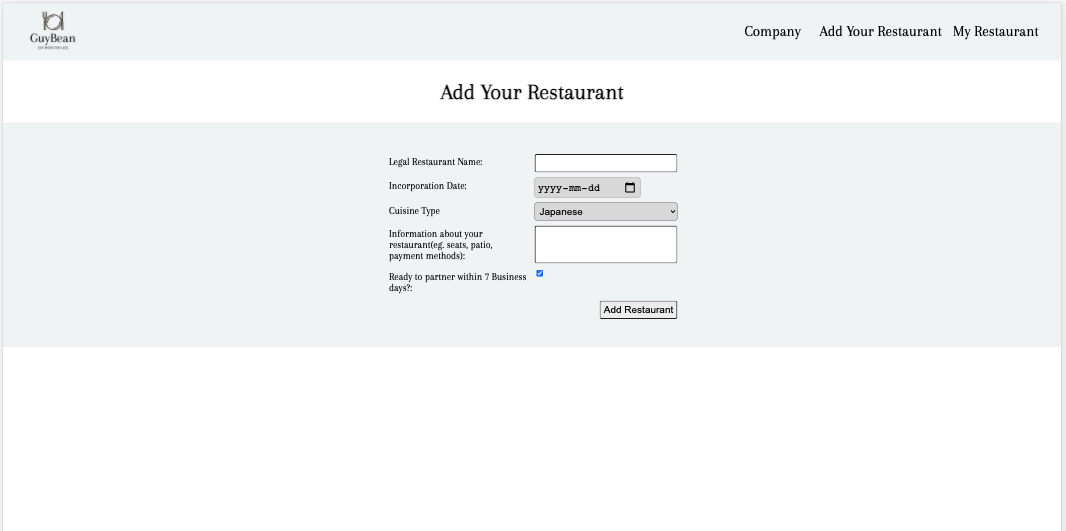 GuyBean
Company Add Your Restaurant My Restaurant
Add Your Restaurant
Legal Restaurant Name:
Incorporation Date: yyyy-mm-dd
Cuisine Type Japanese
Information about your
restaurant(eg. seats, patio,
payment methods):
Ready to partner within 7 Business
days?:
Add Restaurant